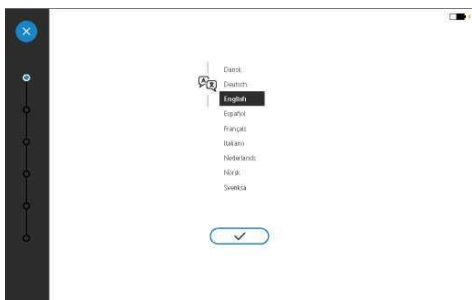 Dansk
Deutsch
English
Español
Français
Italiano
Nederlands
Norsk
Svenska